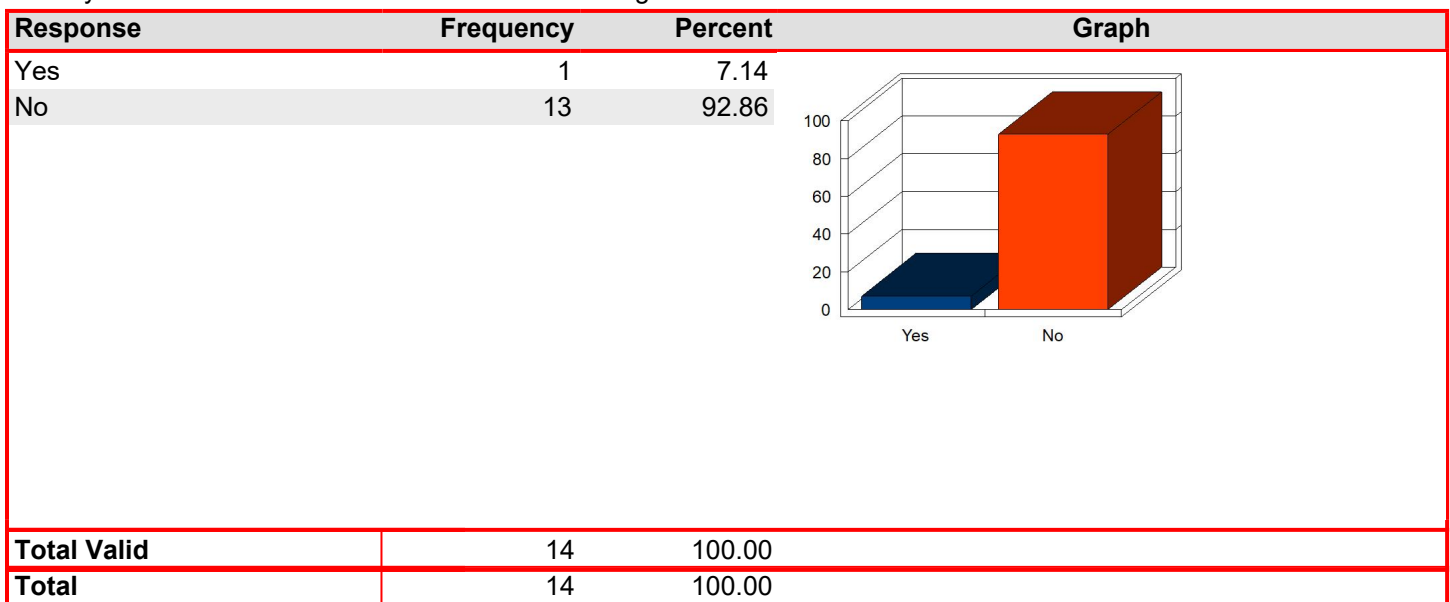 Response Frequency Percent Graph
Yes 1 7.14
No 13 92.86
100
80
60
40
20
0
Yes No
Total Valid 14 100.00
Total 14 100.00